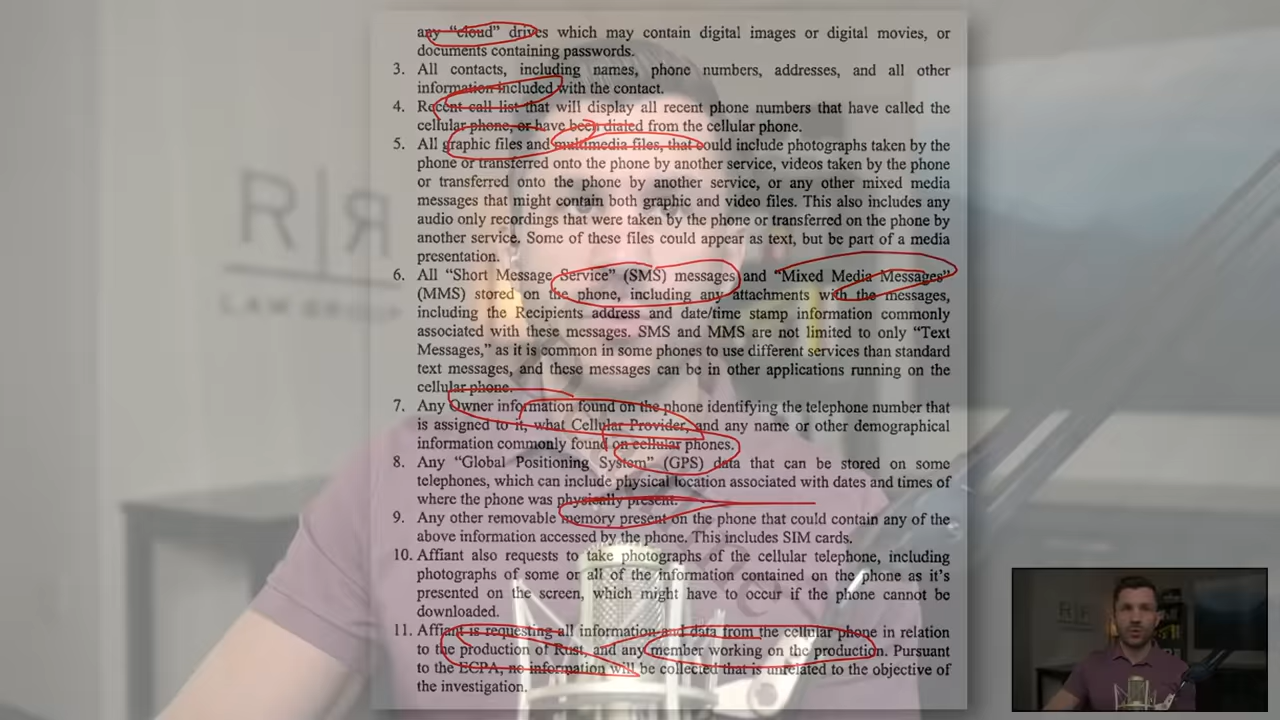 any “cloud” drives which may contain digital images or digital movies, or
documents containing passwords.
3. All contacts, including names, phone numbers, addresses, and all other
information included with the contact.
4. Recent call list that will display all recent phone numbers that have called the
cellular phone, or have been dialed from the cellular phone.
5. All graphic files and multimedia files, that could include photographs taken by the
phone or transferred onto the phone by another service, videos taken by the phone
or transferred onto the phone by another service, or any other mixed media
messages that might contain both graphic and video files. This also includes any
audio only recordings that were taken by the phone or transferred on the phone by
another service. Some of these files could appear as text, but be part of a media
presentation.
6. All “Short Message Service” (SMS) messages and “Mixed Media Messages”
(MMS) stored on the phone, including any attachments with the messages,
including the Recipients address and date/time stamp information commonly
associated with these messages. SMS and MMS are not limited to only “Text
Messages,” as it is common in some phones to use different services than standard
text messages, and these messages can be in other applications running on the
cellular phone.
7. Any Owner information found on the phone identifying the telephone number that
is assigned to it, what Cellular Provider, and any name or other demographical
information commonly found on cellular phones.
8. Any “Global Positioning System” (GPS) data that can be stored on some
telephones, which can include physical location associated with dates and times of
where the phone was physically present.
9. Any other removable memory present on the phone that could contain any of the
above information accessed by the phone. This includes SIM cards.
10. Affiant also requests to take photographs of the cellular telephone, including
photographs of some or all of the information contained on the phone as it’s
presented on the screen, which might have to occur if the phone cannot be
downloaded.
11. Affiant is requesting all information and data from the cellular phone in relation
to the production of Rust, and any member working on the production. Pursuant
to the ECPA, no information will be collected that is unrelated to the objective of
the investigation.
R|R
LAW GROUP